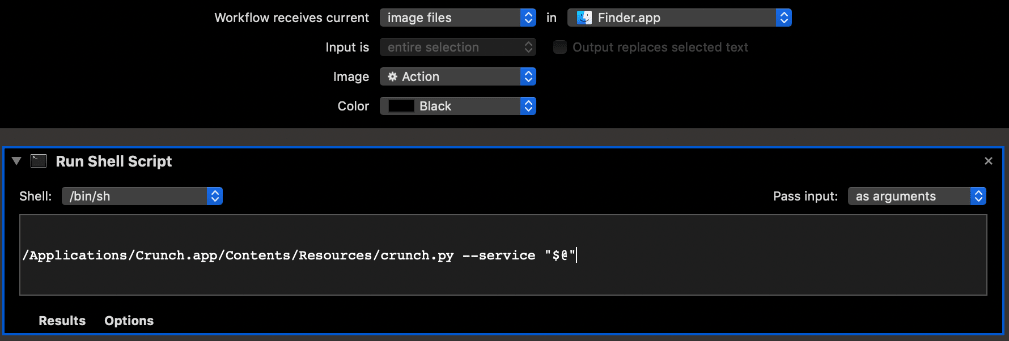 Workflow receives current image files in Finder.app
Input is entire selection Output replaces selected text
Image Action
Color Black
Run Shell Script
Shell: /bin/sh Pass input: as arguments
/Applications/Crunch.app/Contents/Resources/crunch.py --service "$@"
Results Options